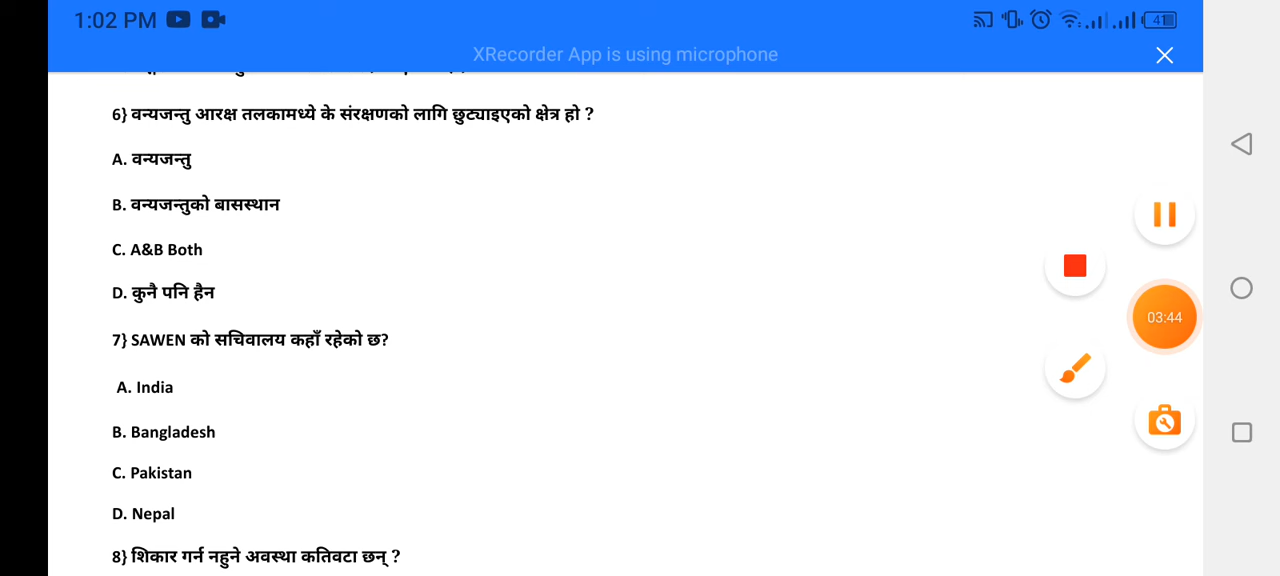 1:02 PM
41
XRecorder App is using microphone
6} वन्यजन्तु आरक्ष तलकामध्ये के संरक्षणको लागि छुट्याइएको क्षेत्र हो ?
A. वन्यजन्तु
B. वन्यजन्तुको बासस्थान
C. A&B Both
D. कुनै पनि हैन
03:44
7} SAWEN को सचिवालय कहाँ रहेको छ?
A. India
B. Bangladesh
C. Pakistan
D. Nepal
8} शिकार गर्न नहुने अवस्था कतिवटा छन् ?